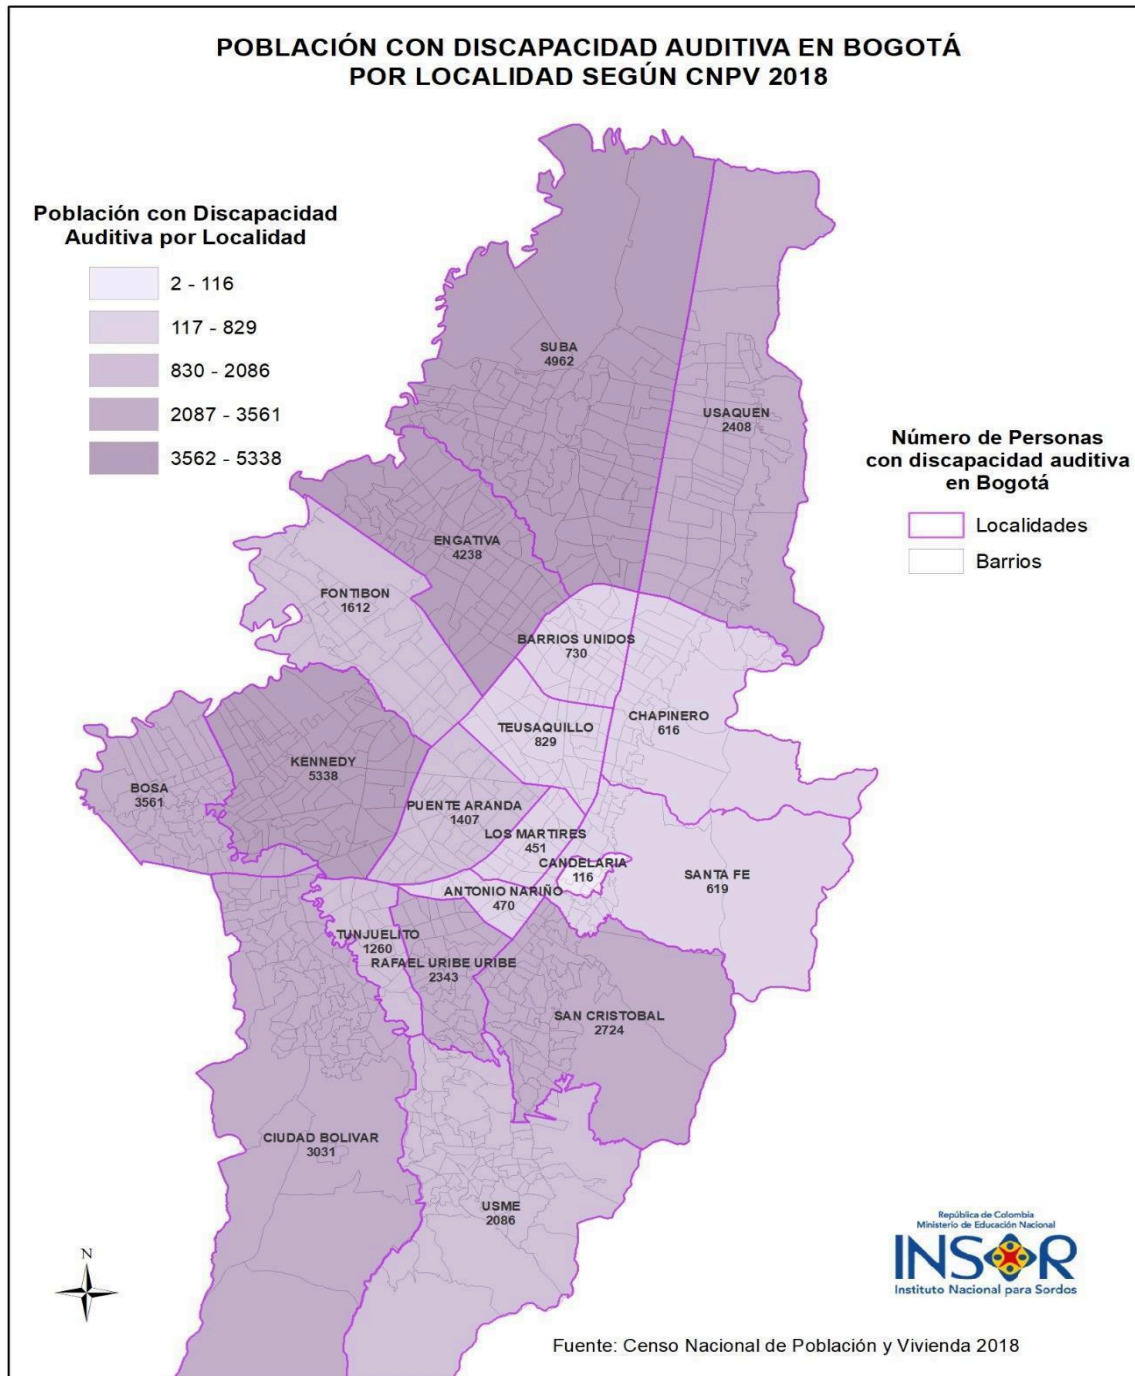 POBLACIÓN CON DISCAPACIDAD AUDITIVA EN BOGOTÁ
POR LOCALIDAD SEGÚN CNPV 2018
Población con Discapacidad
Auditiva por Localidad
2 - 116
117 - 829
830 - 2086
2087 - 3561
3562 - 5338
SUBA
4962
USAQUEN
2408
Número de Personas
con discapacidad auditiva
en Bogotá
Localidades
Barrios
ENGATIVA
4238
FONTIBON
1612
BARRIOS UNIDOS
730
CHAPINERO
616
TEUSAQUILLO
829
KENNEDY
5338
BOSA
3561
PUENTE ARANDA
1407
LOS MARTIRES
451
CANDELARIA
116
SANTA FE
619
ANTONIO NARIÑO
470
TUNJUELITO
1260
RAFAEL URIBE URIBE
2343
SAN CRISTOBAL
2724
CIUDAD BOLIVAR
3031
USME
2086
N
República de Colombia
Ministerio de Educación Nacional
INSOR
Instituto Nacional para Sordos
Fuente: Censo Nacional de Población y Vivienda 2018